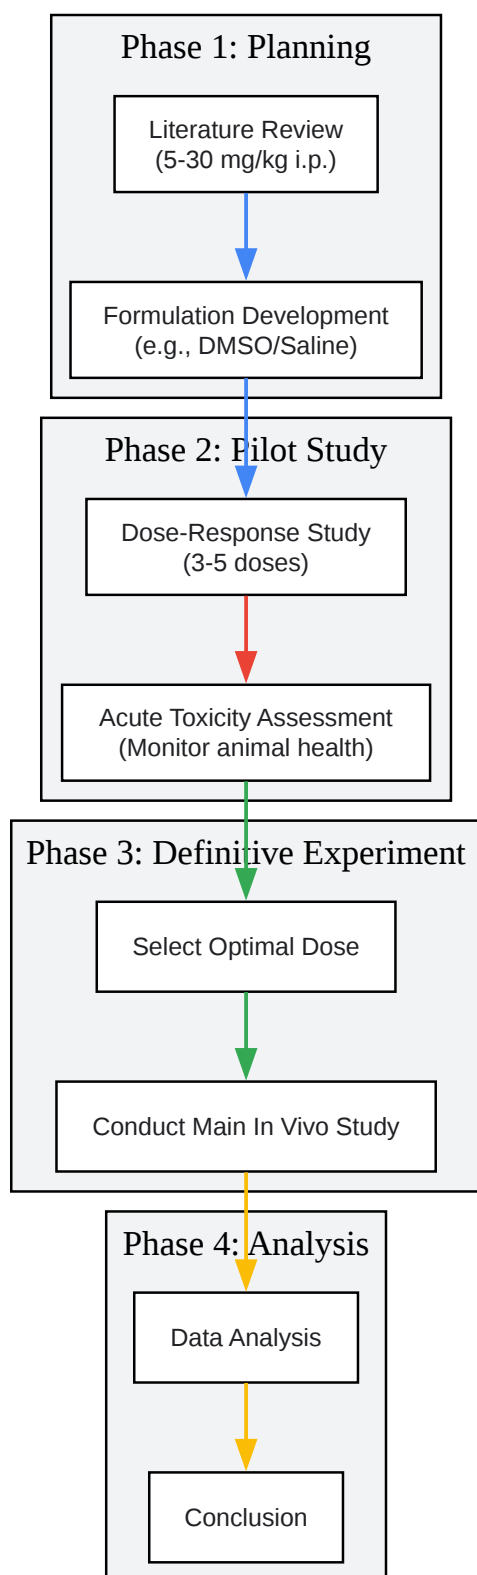 Phase 1: Planning
Literature Review
(5-30 mg/kg i.p.)
Formulation Development
(e.g., DMSO/Saline)
Phase 2: Pilot Study
Dose-Response Study
(3-5 doses)
Acute Toxicity Assessment
(Monitor animal health)
Phase 3: Definitive Experiment
Select Optimal Dose
Conduct Main In Vivo Study
Phase 4: Analysis
Data Analysis
Conclusion